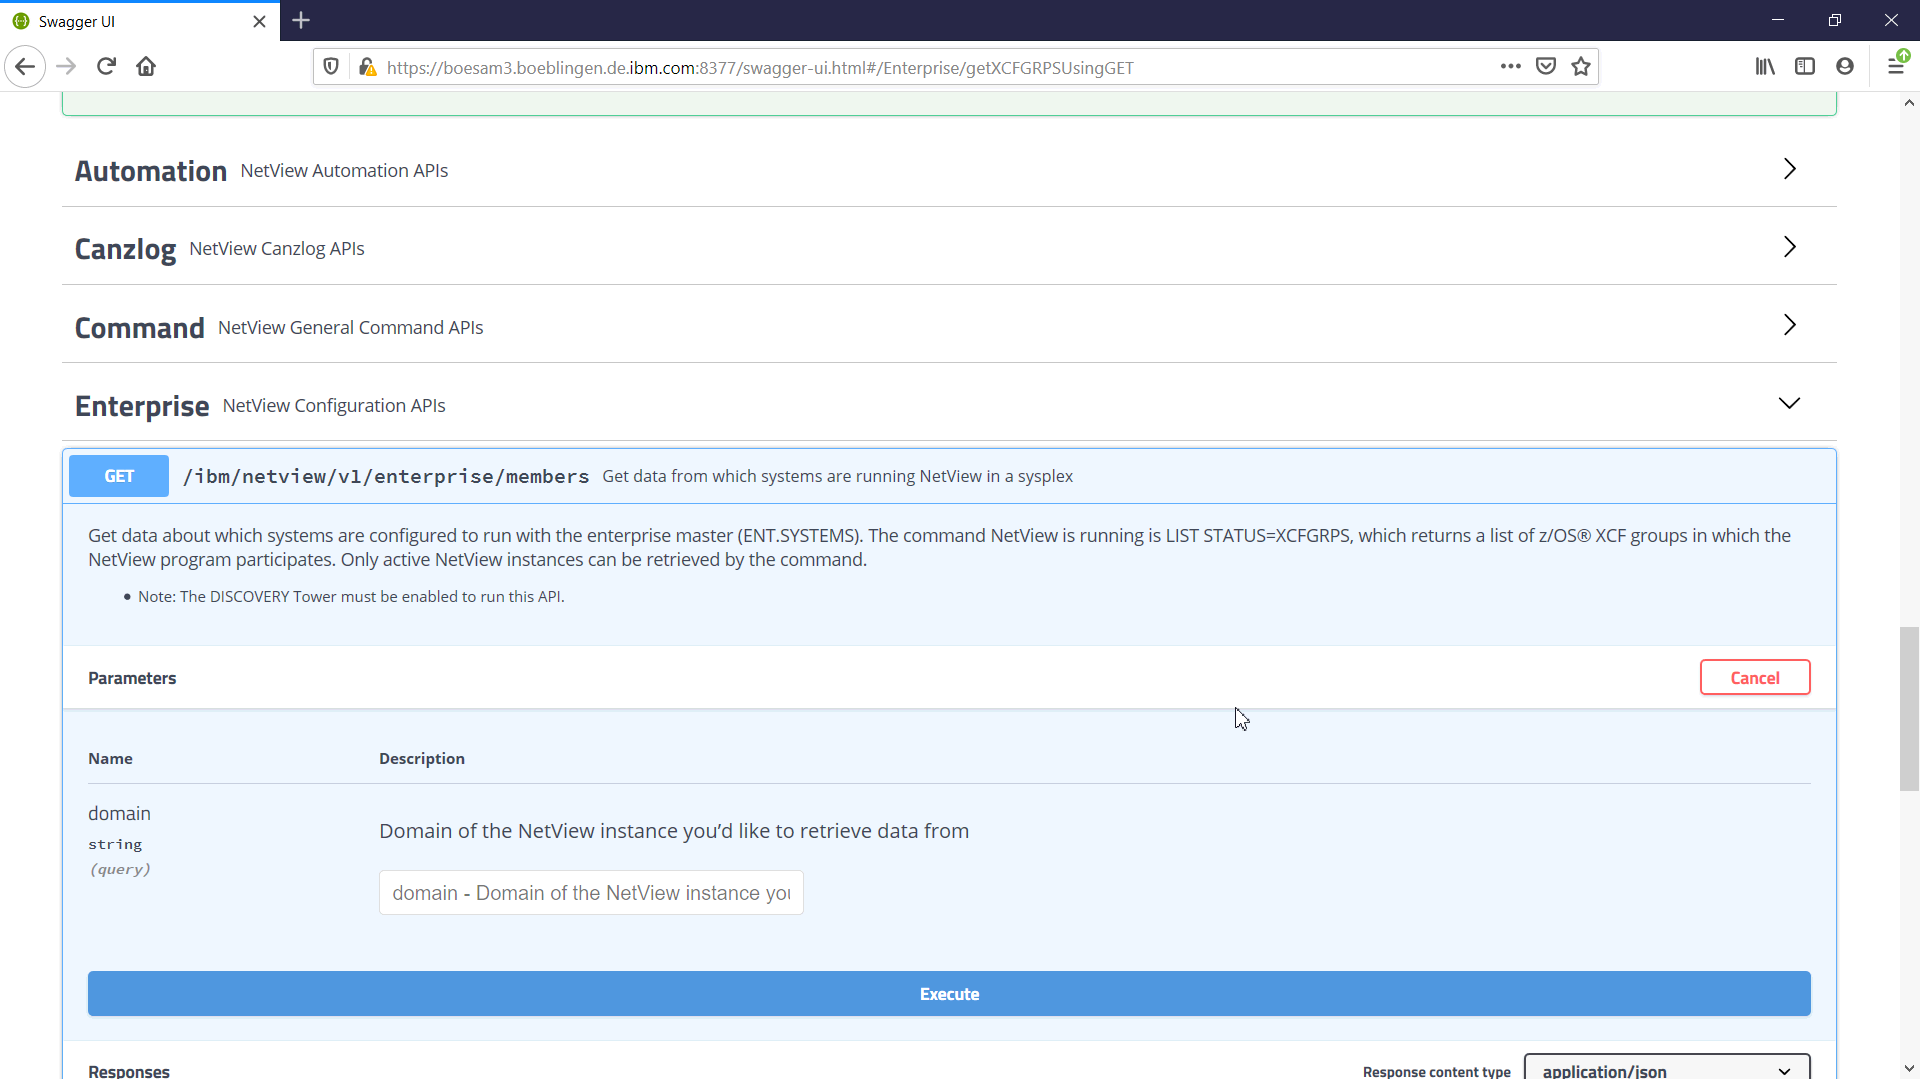 Swagger UI
https://boesam3.boeblingen.de.ibm.com:8377/swagger-ui.html#/Enterprise/getXCFGRPSUsingGET
Automation NetView Automation APIs
Canzlog NetView Canzlog APIs
Command NetView General Command APIs
Enterprise NetView Configuration APIs
GET /ibm/netview/v1/enterprise/members Get data from which systems are running NetView in a sysplex
Get data about which systems are configured to run with the enterprise master (ENT.SYSTEMS). The command NetView is running is LIST STATUS=XCFGRPS, which returns a list of z/OS® XCF groups in which the
NetView program participates. Only active NetView instances can be retrieved by the command.
• Note: The DISCOVERY Tower must be enabled to run this API.
Parameters Cancel
Name Description
domain
string
(query)
Domain of the NetView instance you'd like to retrieve data from
domain - Domain of the NetView instance you
Execute
Responses Response content type application/json